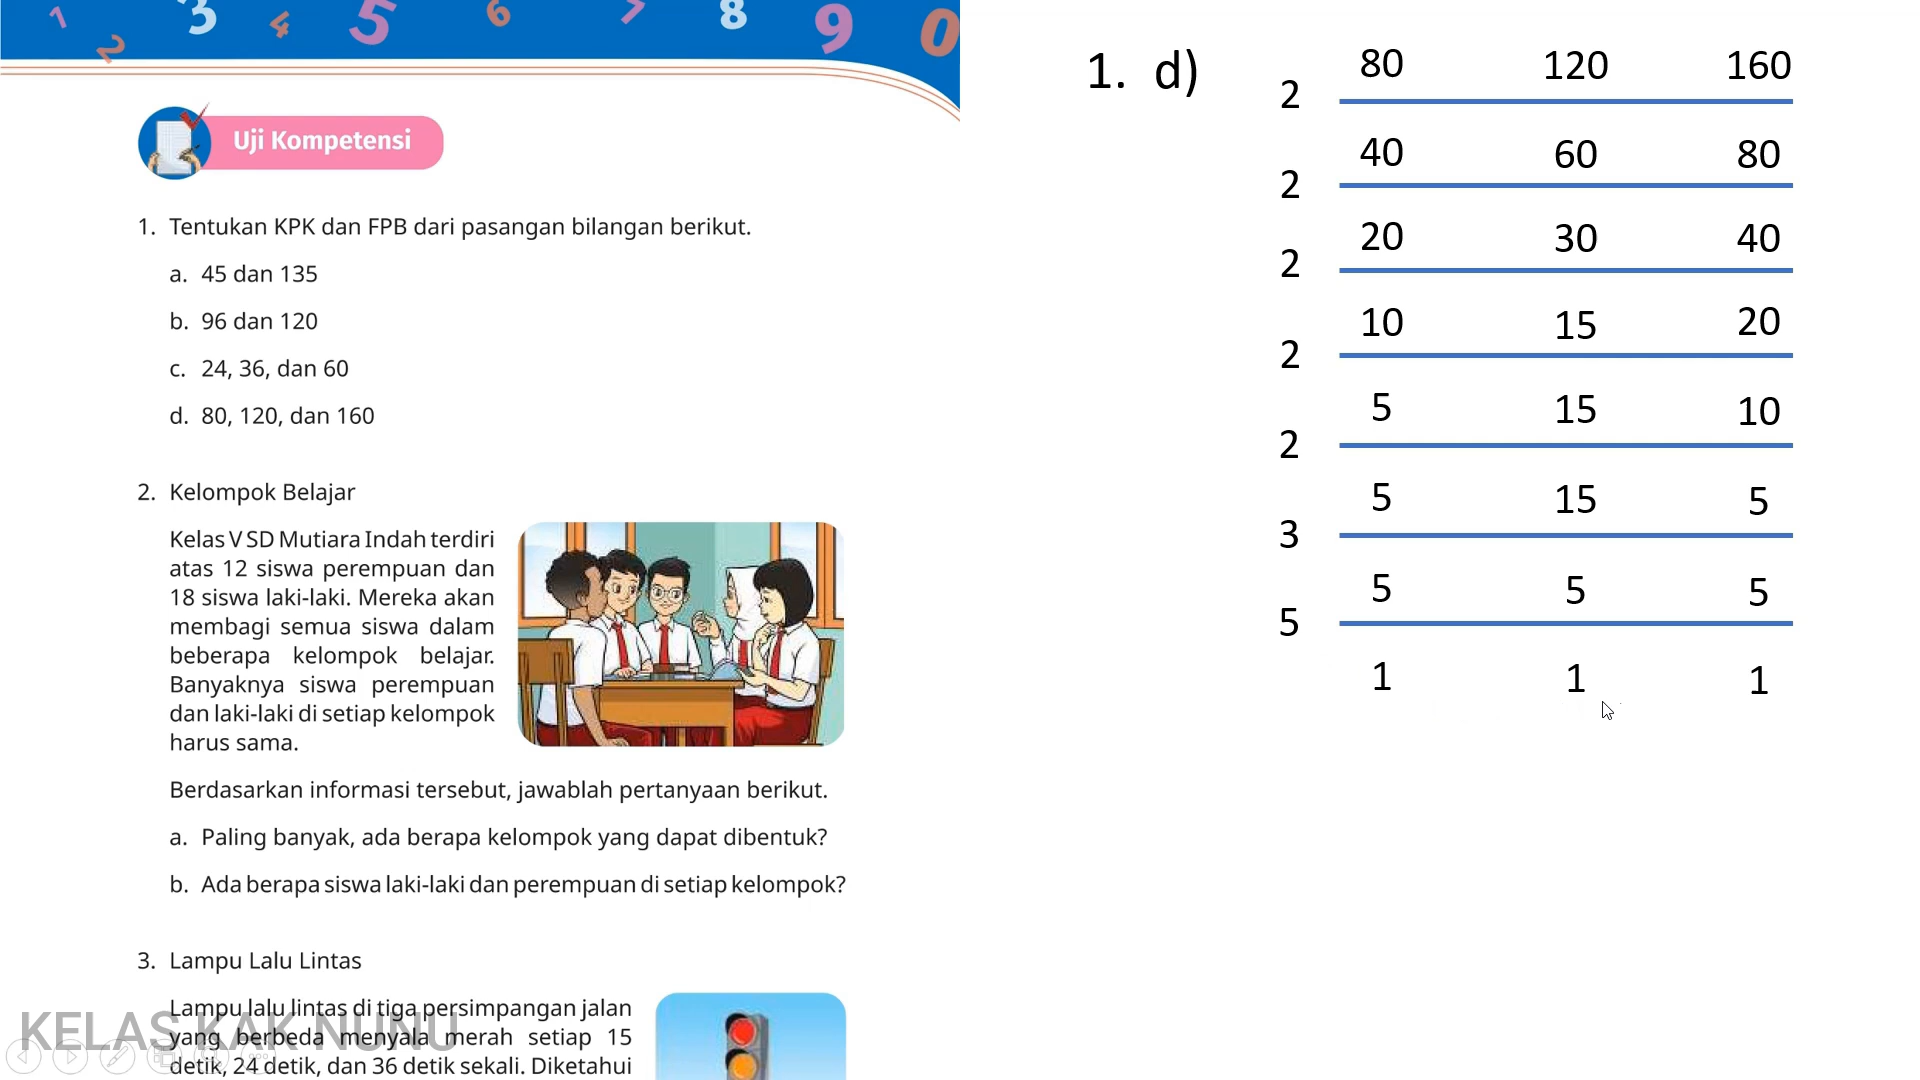 1 2 3 4 5 6 7 8 9 0
Uji Kompetensi
1. Tentukan KPK dan FPB dari pasangan bilangan berikut.
a. 45 dan 135
b. 96 dan 120
c. 24, 36, dan 60
d. 80, 120, dan 160
2. Kelompok Belajar
Kelas V SD Mutiara Indah terdiri
atas 12 siswa perempuan dan
18 siswa laki-laki. Mereka akan
membagi semua siswa dalam
beberapa kelompok belajar.
Banyaknya siswa perempuan
dan laki-laki di setiap kelompok
harus sama.
Berdasarkan informasi tersebut, jawablah pertanyaan berikut.
a. Paling banyak, ada berapa kelompok yang dapat dibentuk?
b. Ada berapa siswa laki-laki dan perempuan di setiap kelompok?
3. Lampu Lalu Lintas
Lampu lalu lintas di tiga persimpangan jalan
yang berbeda menyala merah setiap 15
detik, 24 detik, dan 36 detik sekali. Diketahui
KELAS KAK NUNU
1. d)
80 120 160
2
40 60 80
2
20 30 40
2
10 15 20
2
5 15 10
2
5 15 5
3
5 5 5
5
1 1 1